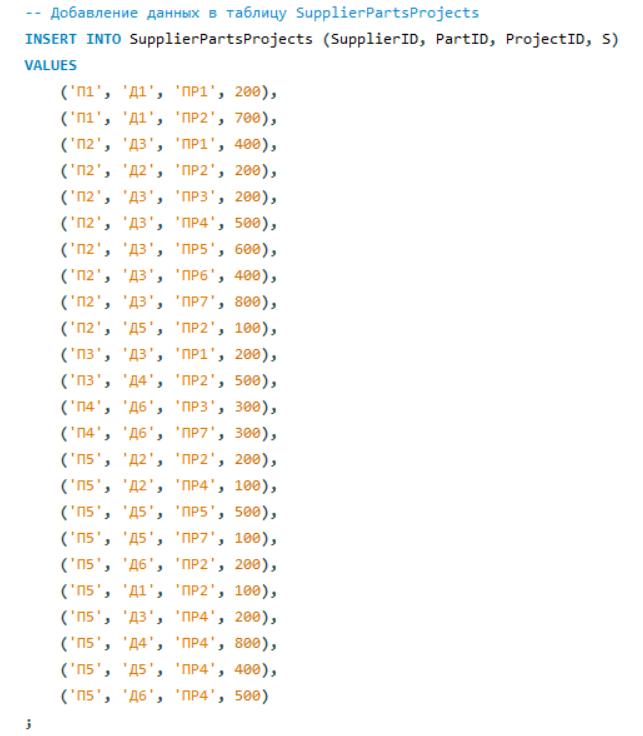 -- Добавление данных в таблицу SupplierPartsProjects
INSERT INTO SupplierPartsProjects (SupplierID, PartID, ProjectID, S)
VALUES
('П1', 'Д1', 'ПР1', 200),
('П1', 'Д1', 'ПР2', 700),
('П2', 'Д3', 'ПР1', 400),
('П2', 'Д2', 'ПР2', 200),
('П2', 'Д3', 'ПР3', 200),
('П2', 'Д3', 'ПР4', 500),
('П2', 'Д3', 'ПР5', 600),
('П2', 'Д3', 'ПР6', 400),
('П2', 'Д3', 'ПР7', 800),
('П2', 'Д5', 'ПР2', 100),
('П3', 'Д3', 'ПР1', 200),
('П3', 'Д4', 'ПР2', 500),
('П4', 'Д6', 'ПР3', 300),
('П4', 'Д6', 'ПР7', 300),
('П5', 'Д2', 'ПР2', 200),
('П5', 'Д2', 'ПР4', 100),
('П5', 'Д5', 'ПР5', 500),
('П5', 'Д5', 'ПР7', 100),
('П5', 'Д6', 'ПР2', 200),
('П5', 'Д1', 'ПР2', 100),
('П5', 'Д3', 'ПР4', 200),
('П5', 'Д4', 'ПР4', 800),
('П5', 'Д5', 'ПР4', 400),
('П5', 'Д6', 'ПР4', 500)
;